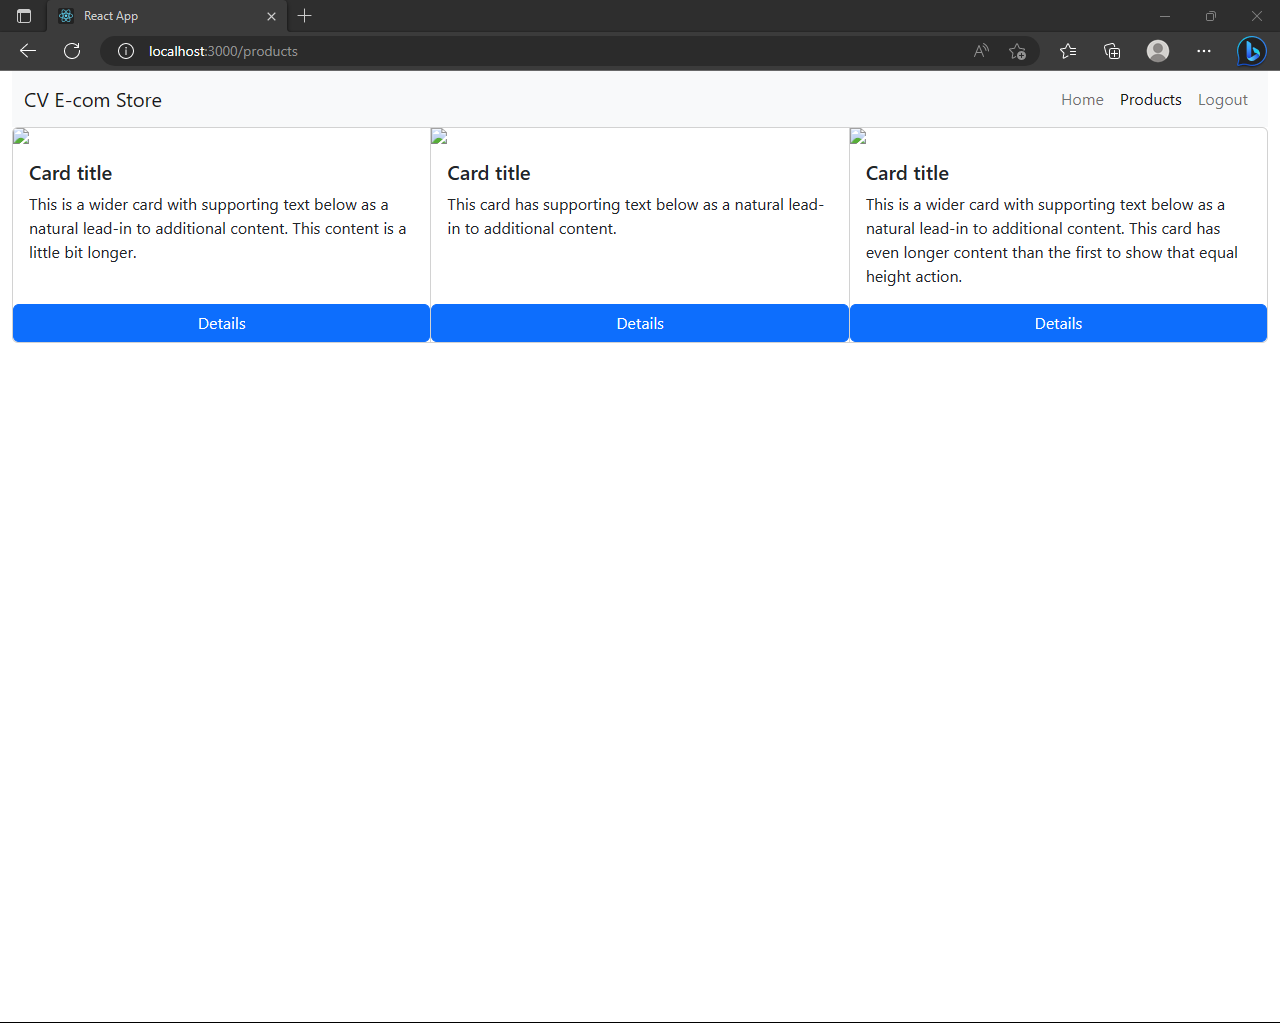 React App
localhost:3000/products
CV E-com Store
Home Products Logout
Card title
This is a wider card with supporting text below as a
natural lead-in to additional content. This content is a
little bit longer.
Details
Card title
This card has supporting text below as a natural lead-
in to additional content.
Details
Card title
This is a wider card with supporting text below as a
natural lead-in to additional content. This card has
even longer content than the first to show that equal
height action.
Details